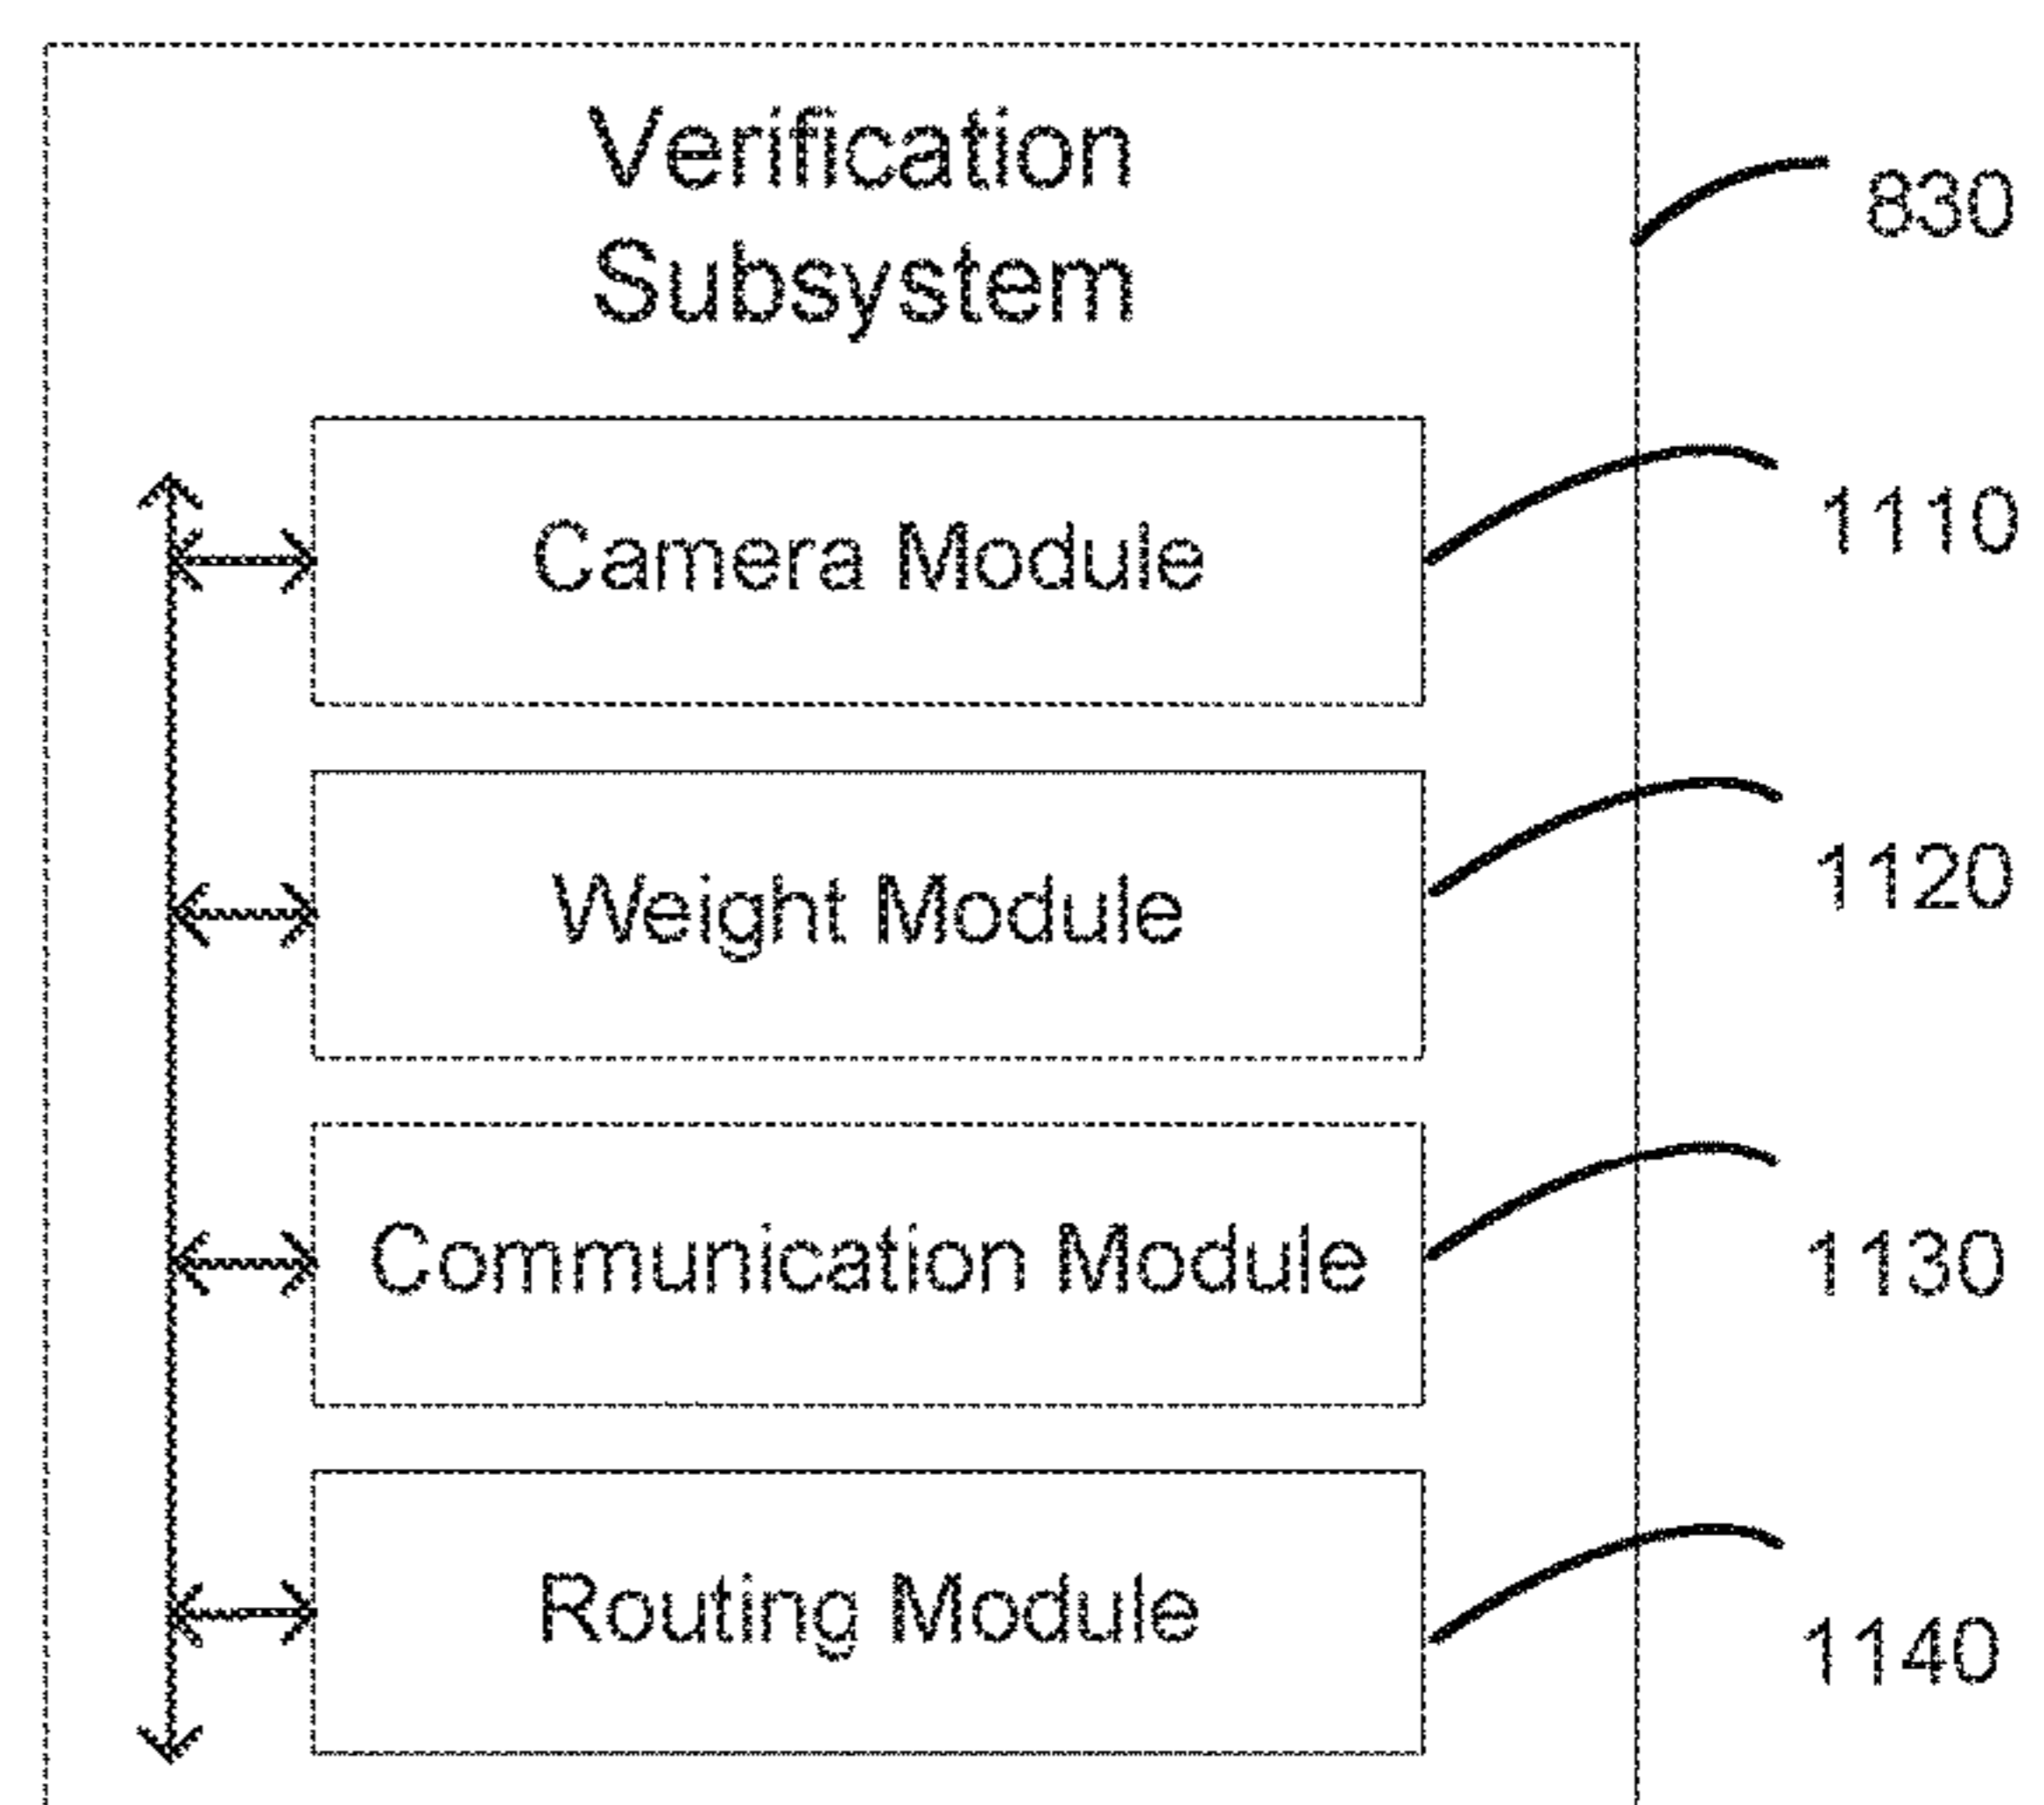 Verification
Subsystem
830
Camera Module
1110
Weight Module
1120
Communication Module
1130
Routing Module
1140